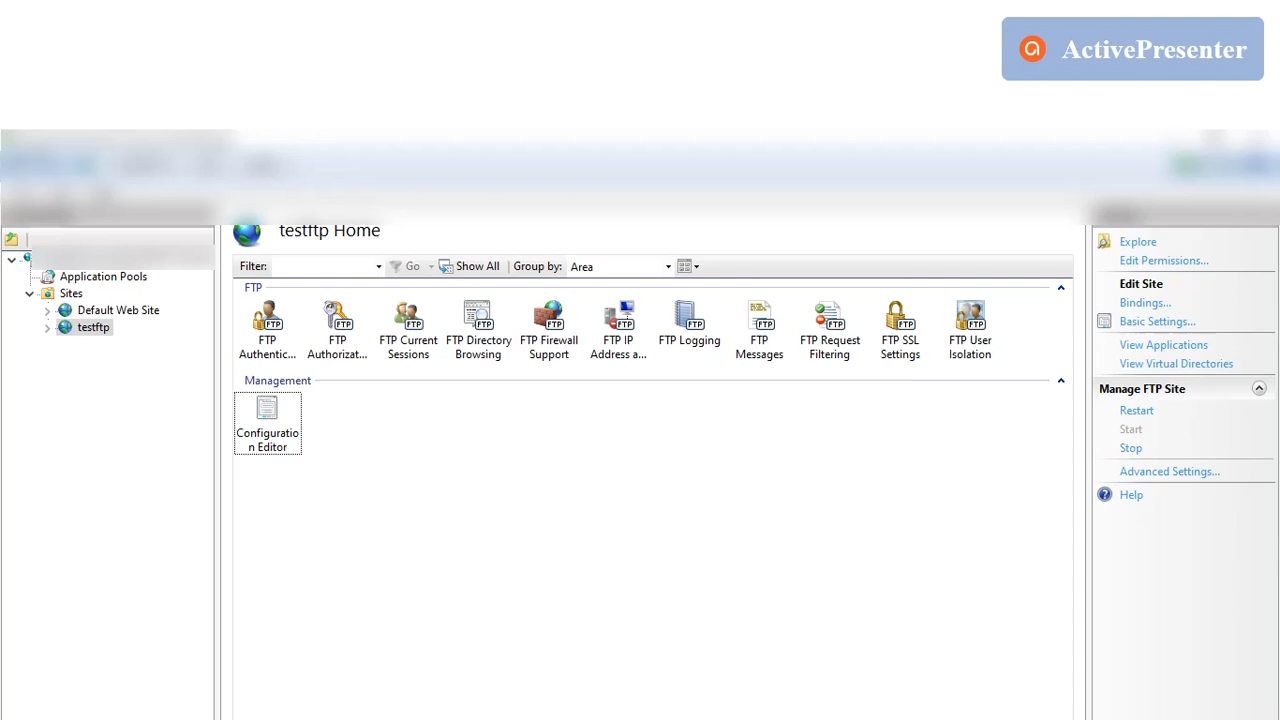 ActivePresenter
testftp Home
Filter:
Go
Show All
Group by:
Area
Application Pools
Sites
Default Web Site
testftp
FTP
FTP
Authentic...
FTP
Authorizat...
FTP Current
Sessions
FTP Directory
Browsing
FTP Firewall
Support
FTP IP
Address a...
FTP Logging
FTP
Messages
FTP Request
Filtering
FTP SSL
Settings
FTP User
Isolation
Management
Configuratio
n Editor
Explore
Edit Permissions...
Edit Site
Bindings...
Basic Settings...
View Applications
View Virtual Directories
Manage FTP Site
Restart
Start
Stop
Advanced Settings...
Help